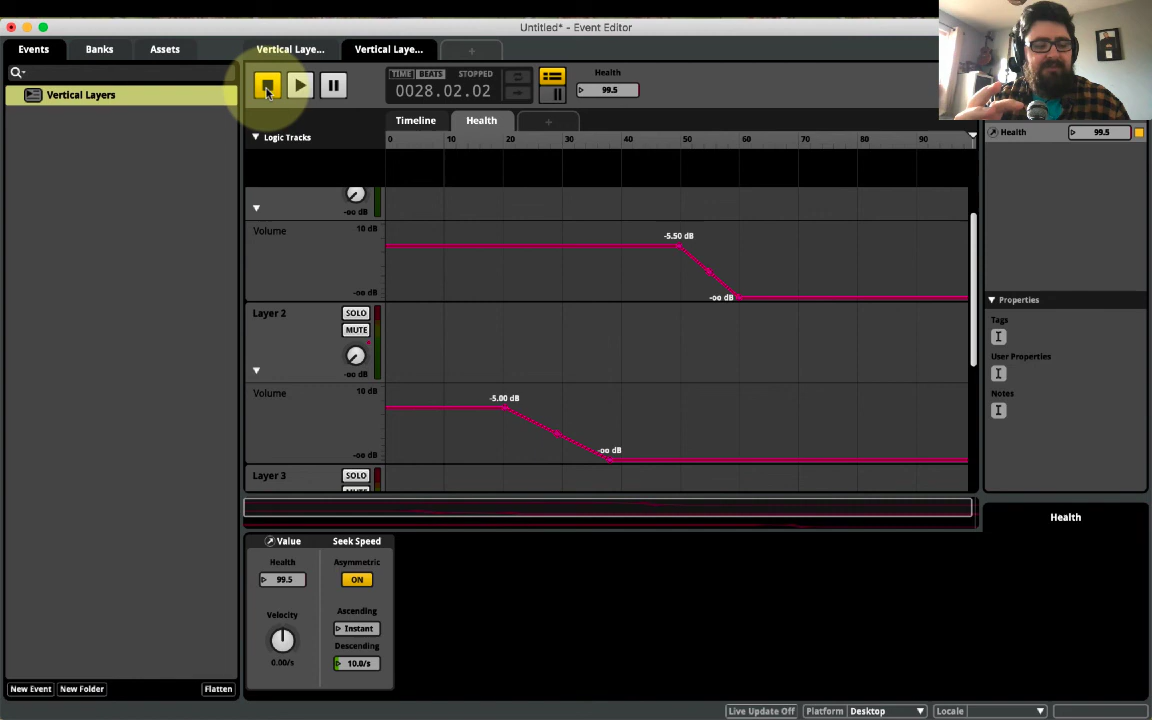 Untitled* - Event Editor
Events
Banks
Assets
Vertical Laye...
Vertical Laye...
+
Vertical Layers
TIME
BEATS
STOPPED
0028.02.02
Health
99.5
Timeline
Health
+
Logic Tracks
0
10
20
30
40
50
60
70
80
90
Health
99.5
-oo dB
Volume
10 dB
-oo dB
-5.50 dB
-oo dB
Layer 2
SOLO
MUTE
-oo dB
Volume
10 dB
-oo dB
-5.00 dB
-oo dB
Layer 3
SOLO
Properties
Tags
User Properties
Notes
Health
Value
Seek Speed
Health
99.5
Asymmetric
ON
Velocity
0.00/s
Ascending
Instant
Descending
10.0/s
New Event
New Folder
Flatten
Live Update Off
Platform
Desktop
Locale